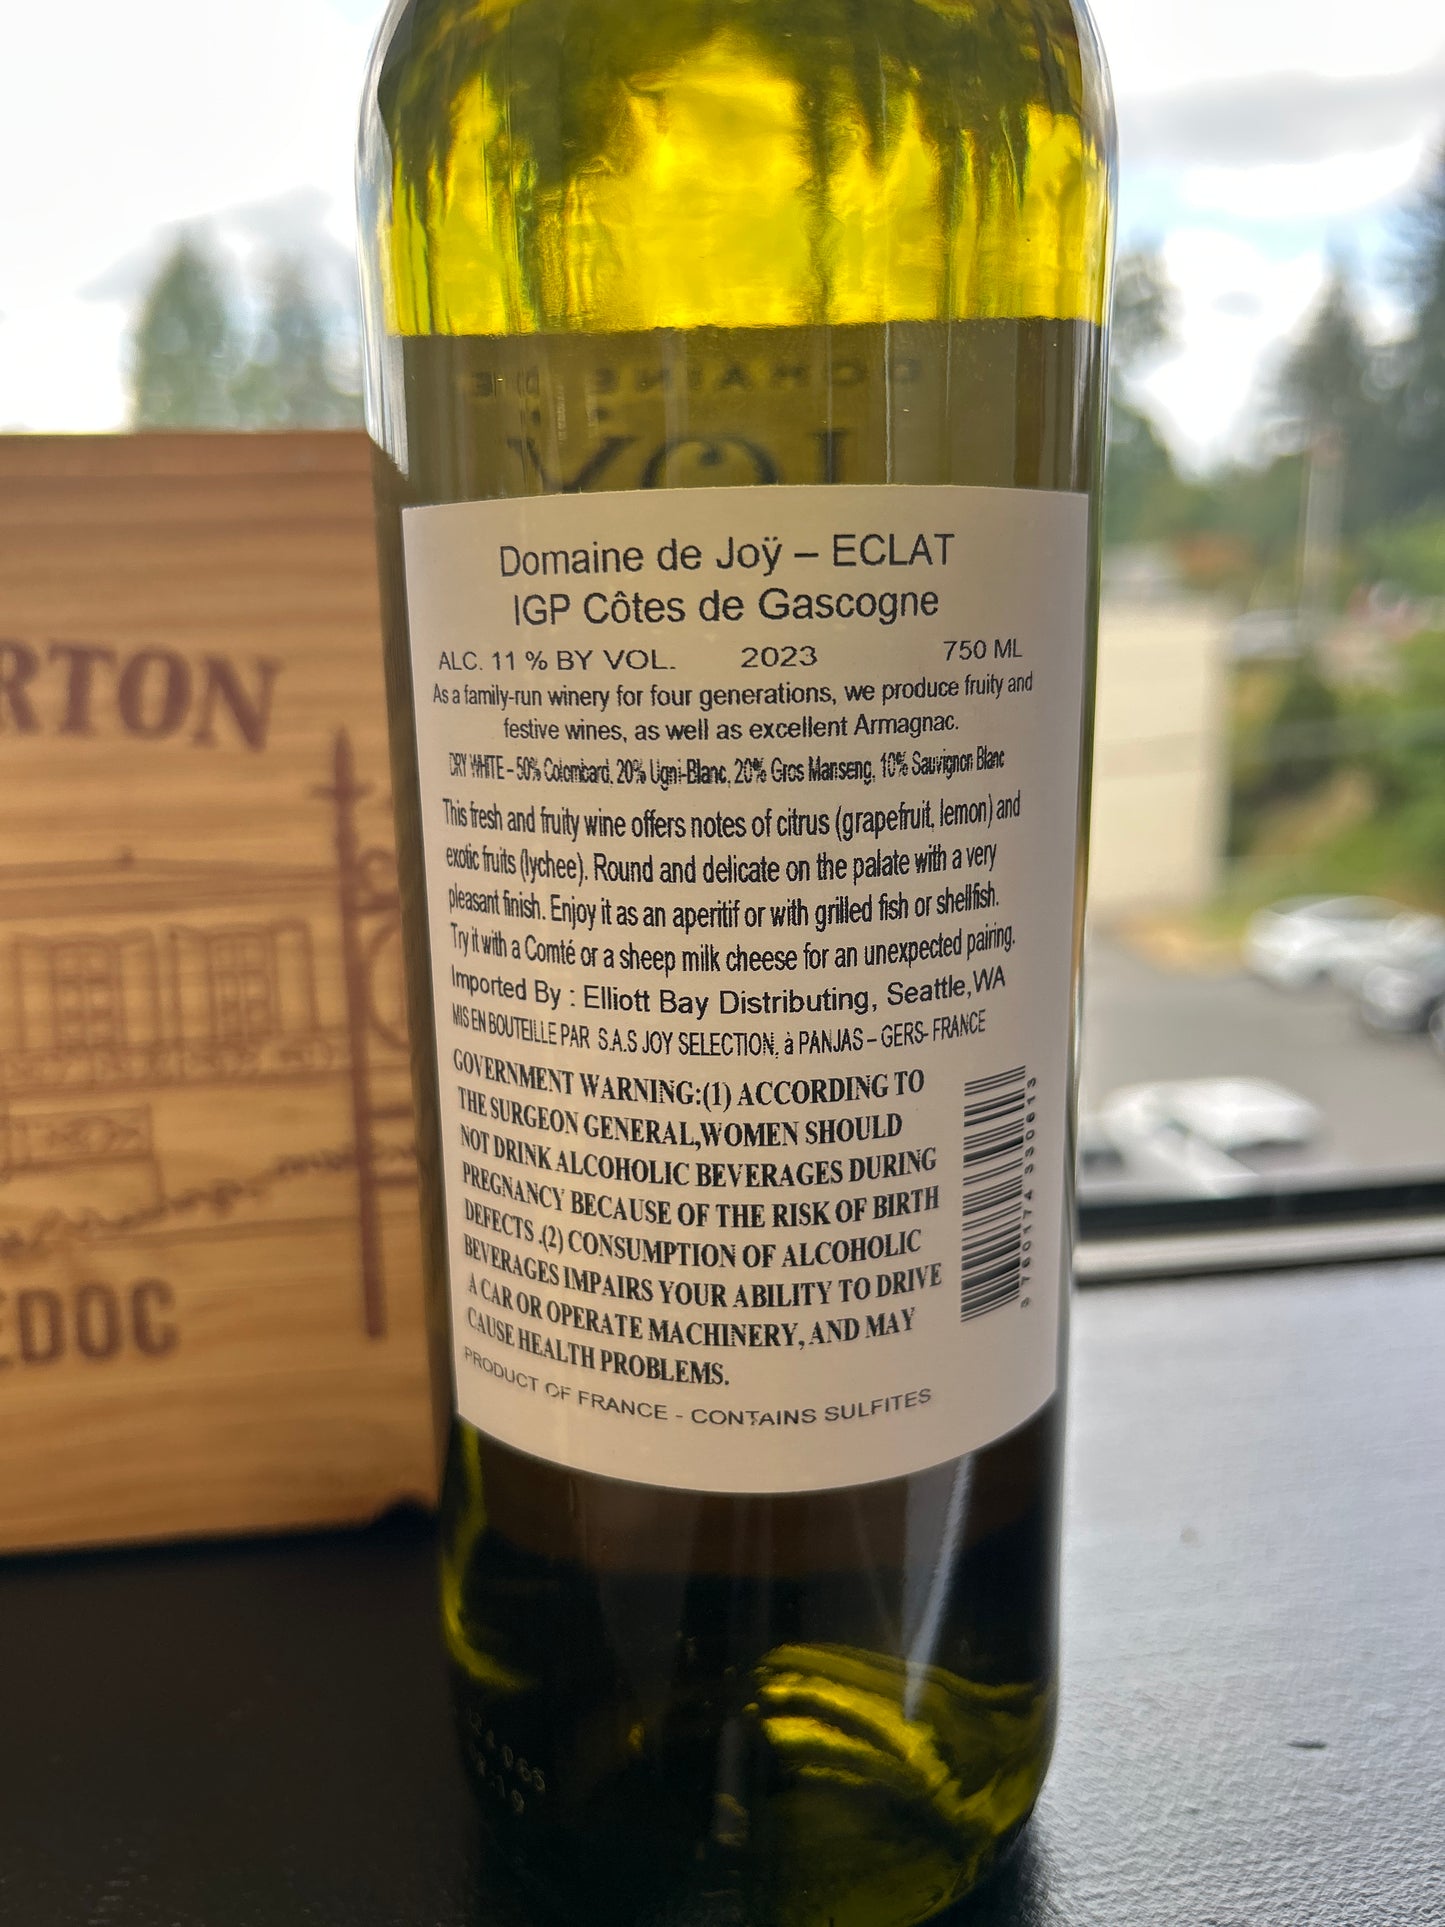 Domaine de Joÿ – ECLAT
IGP Côtes de Gascogne
ALC. 11 % BY VOL. 2023 750 ML
As a family-run winery for four generations, we produce fruity and
festive wines, as well as excellent Armagnac.
DRY WHITE – 50% Colombard, 20% Ugni-Blanc, 20% Gros Manseng, 10% Sauvignon Blanc
This fresh and fruity wine offers notes of citrus (grapefruit, lemon) and
exotic fruits (lychee). Round and delicate on the palate with a very
pleasant finish. Enjoy it as an aperitif or with grilled fish or shellfish.
Try it with a Comté or a sheep milk cheese for an unexpected pairing.
Imported By : Elliott Bay Distributing, Seattle,WA
MIS EN BOUTEILLE PAR S.A.S JOY SELECTION, à PANJAS – GERS- FRANCE
GOVERNMENT WARNING:(1) ACCORDING TO
THE SURGEON GENERAL,WOMEN SHOULD
NOT DRINK ALCOHOLIC BEVERAGES DURING
PREGNANCY BECAUSE OF THE RISK OF BIRTH
DEFECTS .(2) CONSUMPTION OF ALCOHOLIC
BEVERAGES IMPAIRS YOUR ABILITY TO DRIVE
A CAR OR OPERATE MACHINERY, AND MAY
CAUSE HEALTH PROBLEMS.
PRODUCT OF FRANCE - CONTAINS SULFITES
3 760174 330613
DOMAINE DE
JOŸ
RTON
EDOC